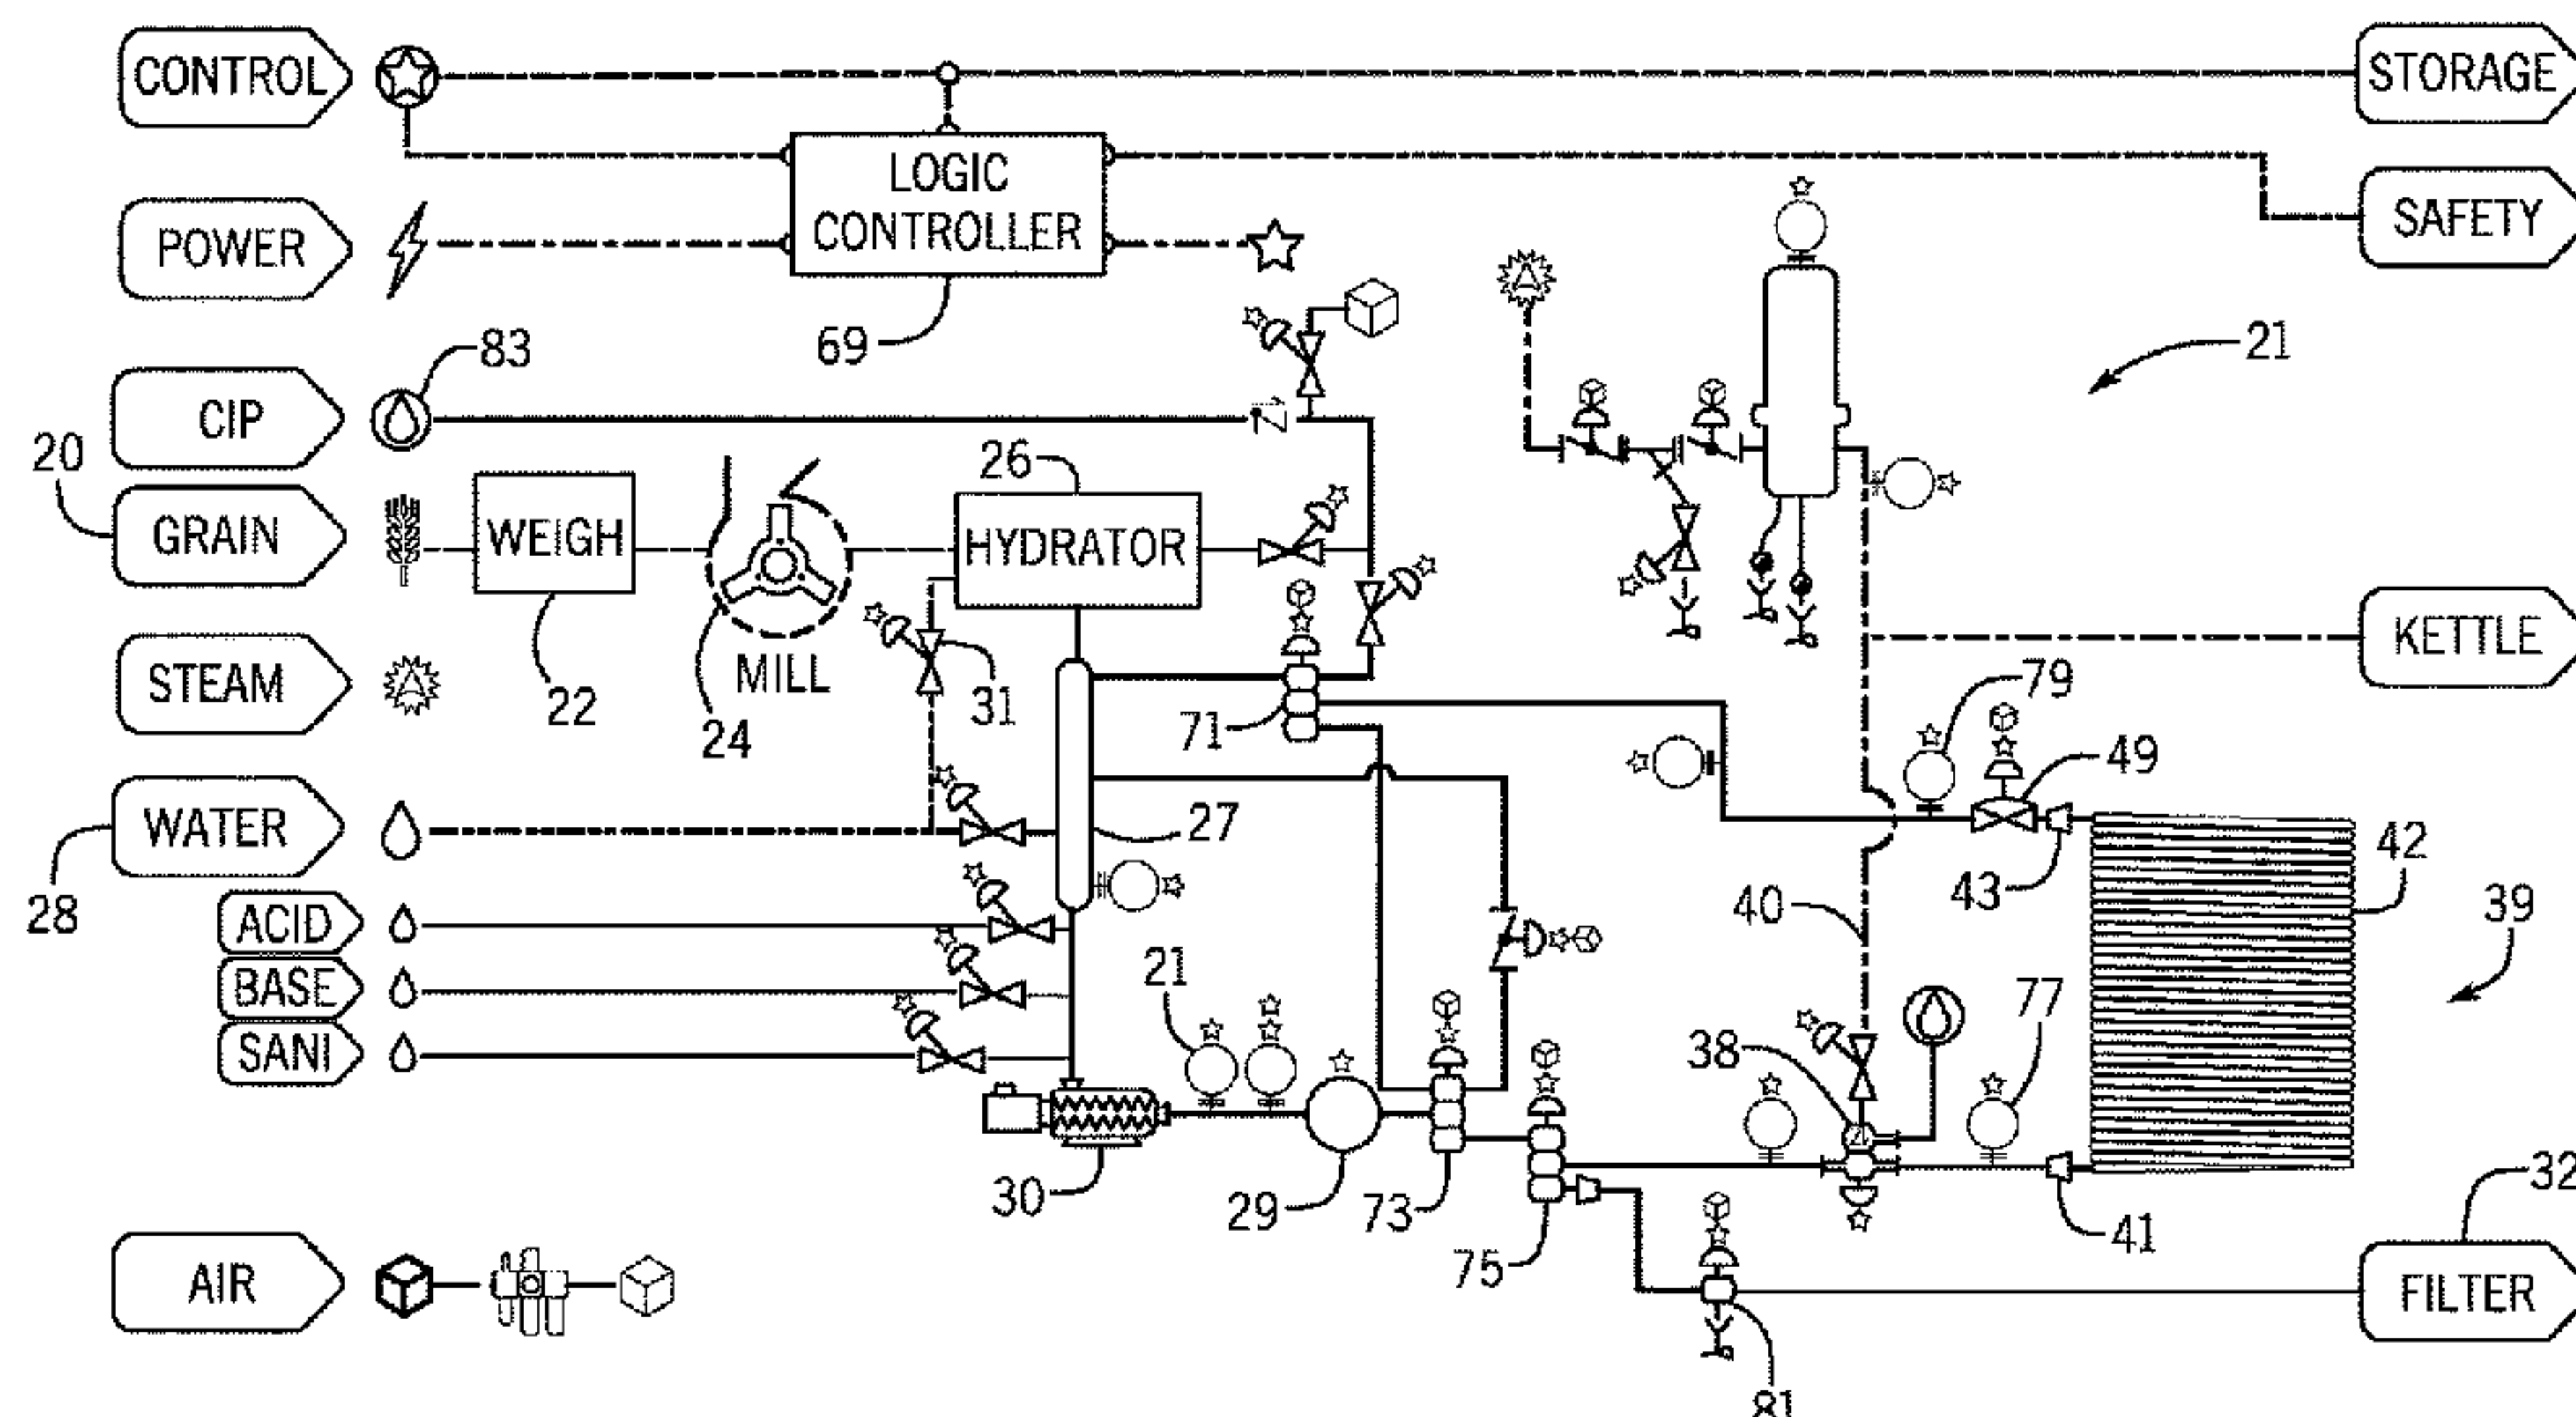 CONTROL
STORAGE
LOGIC
CONTROLLER
POWER
SAFETY
69
21
83
CIP
20
26
GRAIN
WEIGH
HYDRATOR
KETTLE
STEAM
MILL
22
24
31
71
79
49
WATER
27
42
28
43
ACID
40
39
BASE
21
77
SANI
38
30
29
73
32
41
75
AIR
FILTER
81